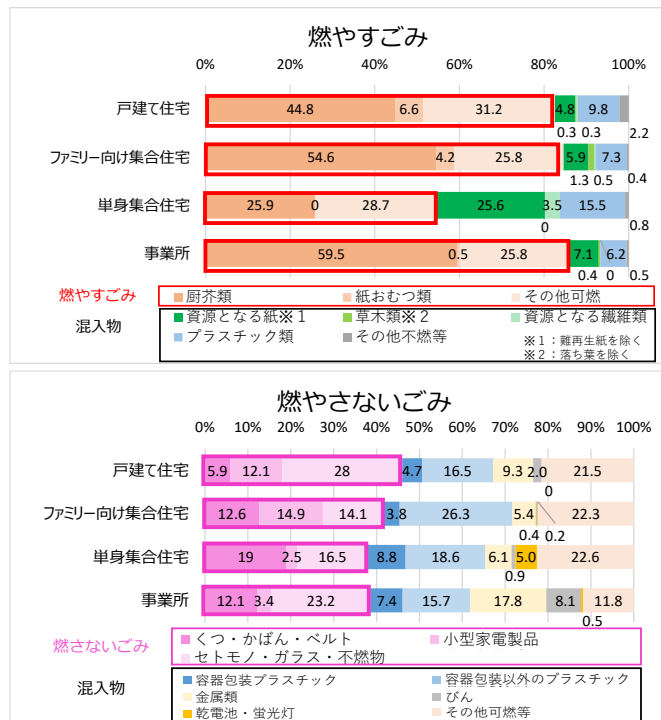 燃やすごみ
0% 20% 40% 60% 80% 100%
戸建て住宅 44.8 6.6 31.2 4.8 9.8
0.3 0.3 2.2
ファミリー向け集合住宅 54.6 4.2 25.8 5.9 7.3
1.3 0.5 0.4
単身集合住宅 25.9 0 28.7 25.6 3.5 15.5
0 0.8
事業所 59.5 0.5 25.8 7.1 6.2
0.4 0 0.5
燃やすごみ 厨芥類 紙おむつ類 その他可燃
混入物 資源となる紙※1 草木類※2 資源となる繊維類
プラスチック類 その他不燃等 ※1：難再生紙を除く
※2：落ち葉を除く
燃やさないごみ
0% 10% 20% 30% 40% 50% 60% 70% 80% 90% 100%
戸建て住宅 5.9 12.1 28 4.7 16.5 9.3 2.0 21.5
0
ファミリー向け集合住宅 12.6 14.9 14.1 3.8 26.3 5.4 22.3
0.4 0.2
単身集合住宅 19 2.5 16.5 8.8 18.6 6.1 5.0 22.6
0.9
事業所 12.1 3.4 23.2 7.4 15.7 17.8 8.1 11.8
0.5
燃さないごみ くつ・かばん・ベルト 小型家電製品
セトモノ・ガラス・不燃物
混入物 容器包装プラスチック 容器包装以外のプラスチック
金属類 びん
乾電池・蛍光灯 その他可燃等